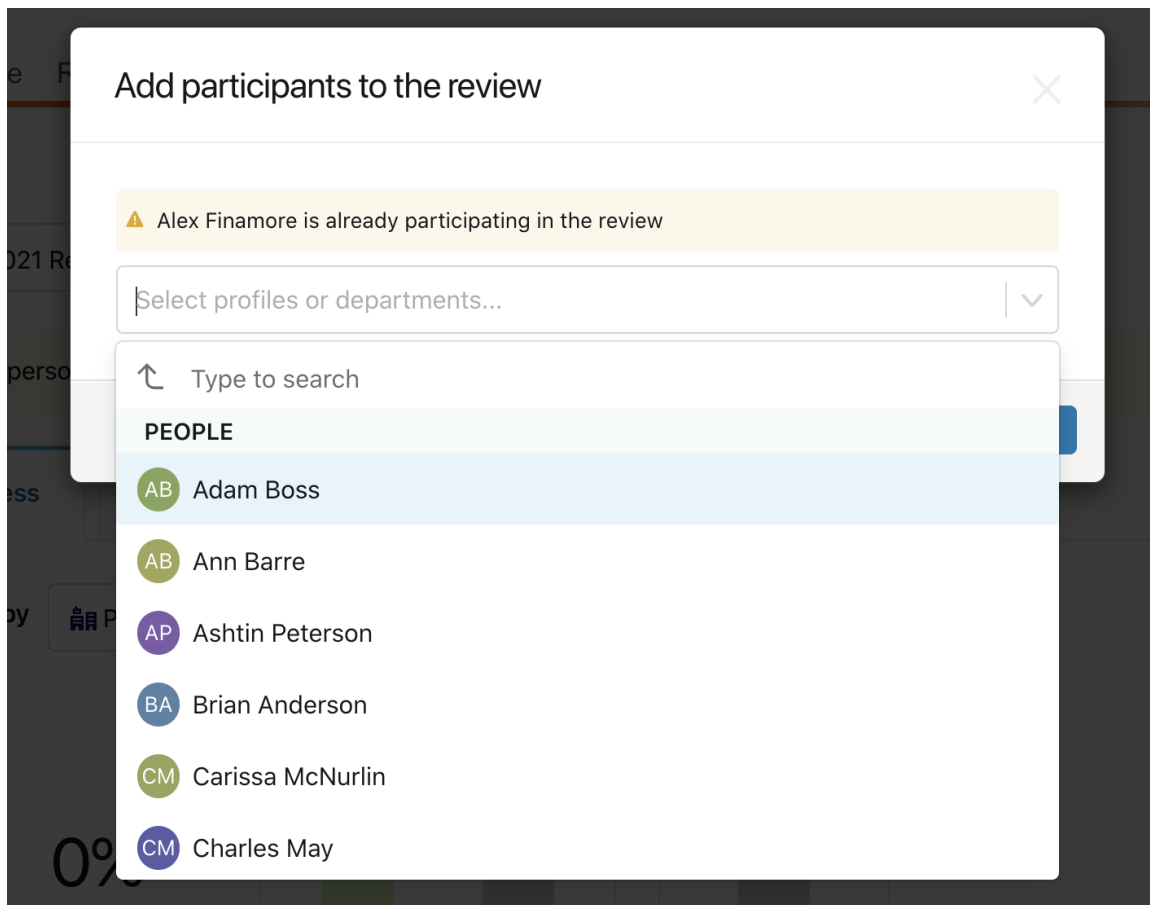 Add participants to the review
Alex Finamore is already participating in the review
021
Select profiles or departments...
Type to search
PEOPLE
AB Adam Boss
AB Ann Barre
AP Ashtin Peterson
by
BA Brian Anderson
CM Carissa McNurlin
CM Charles May
0%